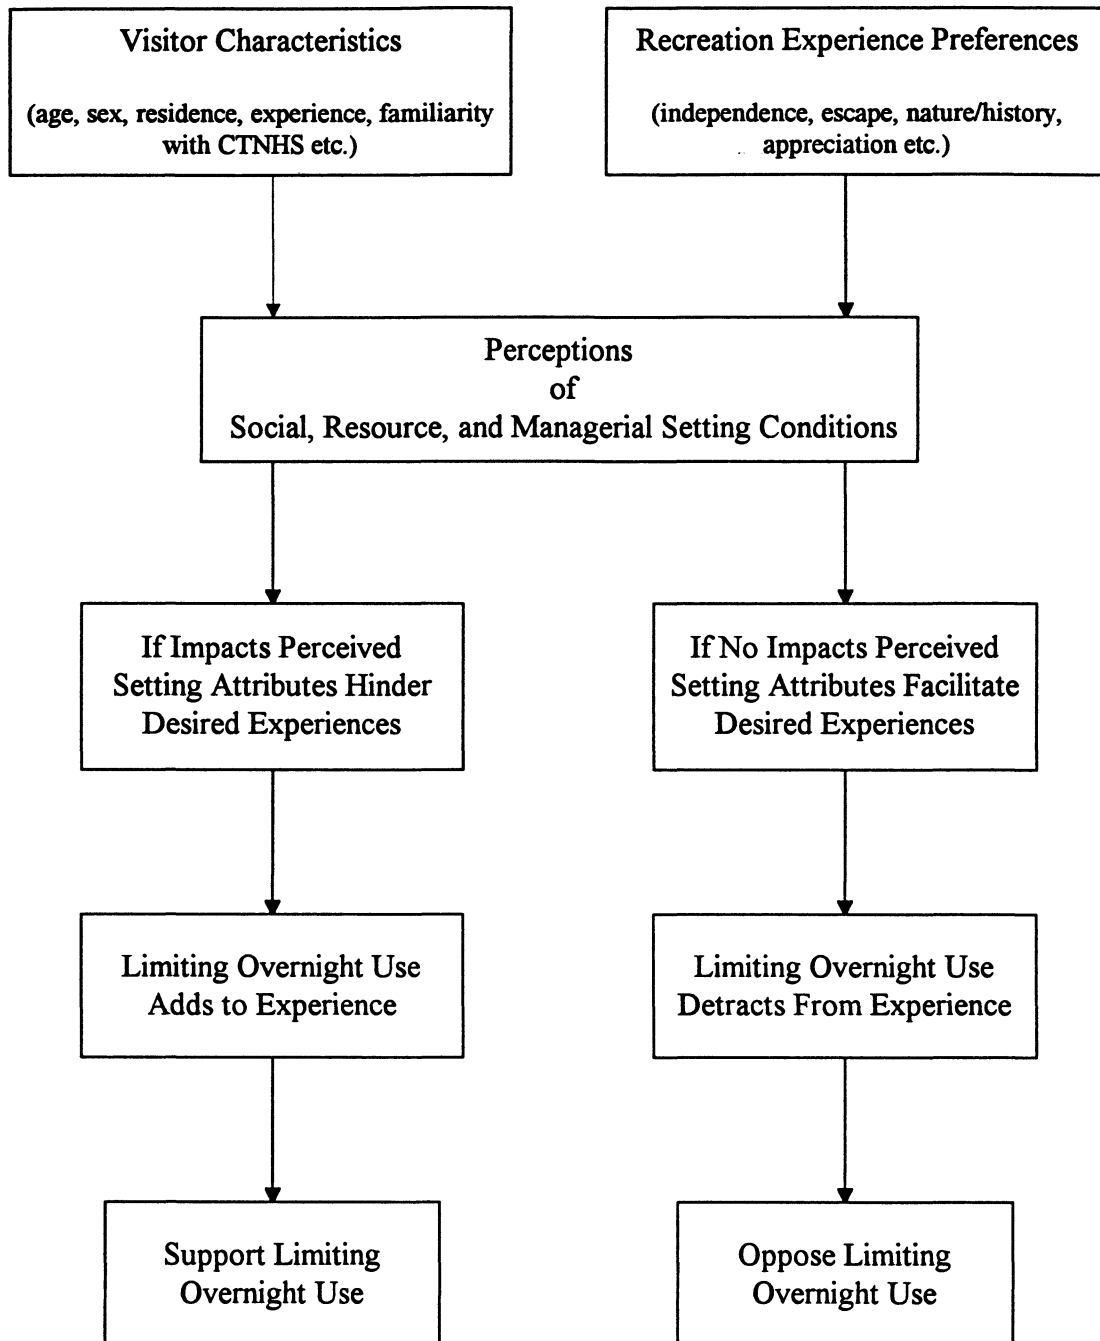 Visitor Characteristics
(age, sex, residence, experience, familiarity
with CTNHS etc.)
Recreation Experience Preferences
(independence, escape, nature/history,
appreciation etc.)
Perceptions
of
Social, Resource, and Managerial Setting Conditions
If Impacts Perceived
Setting Attributes Hinder
Desired Experiences
If No Impacts Perceived
Setting Attributes Facilitate
Desired Experiences
Limiting Overnight Use
Adds to Experience
Limiting Overnight Use
Detracts From Experience
Support Limiting
Overnight Use
Oppose Limiting
Overnight Use